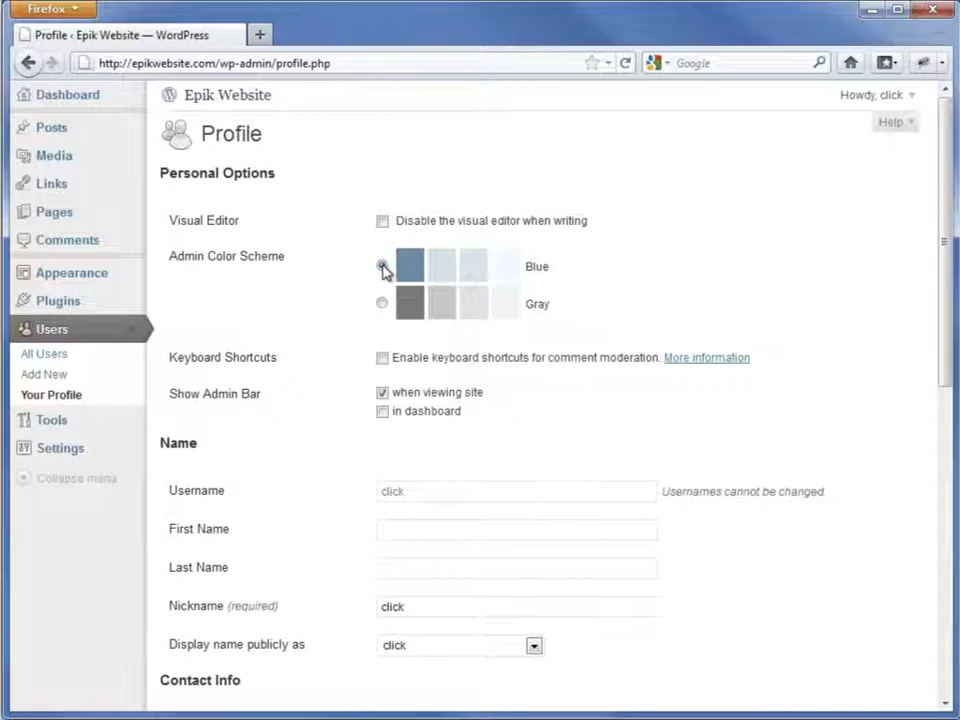 Firefox
Profile ‹ Epik Website — WordPress
http://epikwebsite.com/wp-admin/profile.php
Google
Dashboard
Epik Website
Howdy, click
Help
Posts
Media
Links
Pages
Comments
Appearance
Plugins
Users
All Users
Add New
Your Profile
Tools
Settings
Collapse menu
Profile
Personal Options
Visual Editor
Disable the visual editor when writing
Admin Color Scheme
Blue
Gray
Keyboard Shortcuts
Enable keyboard shortcuts for comment moderation. More information
Show Admin Bar
when viewing site
in dashboard
Name
Username
click
Usernames cannot be changed.
First Name
Last Name
Nickname (required)
click
Display name publicly as
click
Contact Info